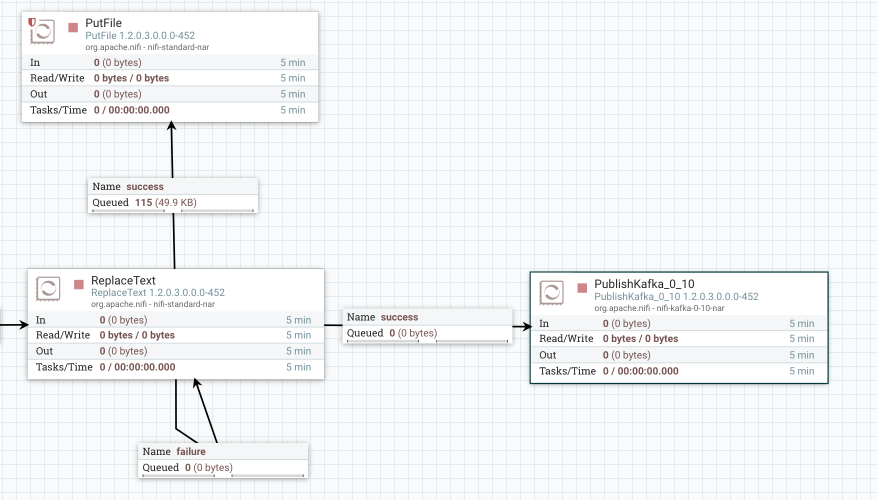 PutFile
PutFile 1.2.0.3.0.0.0-452
org.apache.nifi - nifi-standard-nar
In 0 (0 bytes) 5 min
Read/Write 0 bytes / 0 bytes 5 min
Out 0 (0 bytes) 5 min
Tasks/Time 0 / 00:00:00.000 5 min
Name success
Queued 115 (49.9 KB)
ReplaceText
ReplaceText 1.2.0.3.0.0.0-452
org.apache.nifi - nifi-standard-nar
In 0 (0 bytes) 5 min
Read/Write 0 bytes / 0 bytes 5 min
Out 0 (0 bytes) 5 min
Tasks/Time 0 / 00:00:00.000 5 min
Name success
Queued 0 (0 bytes)
PublishKafka_0_10
PublishKafka_0_10 1.2.0.3.0.0.0-452
org.apache.nifi - nifi-kafka-0-10-nar
In 0 (0 bytes) 5 min
Read/Write 0 bytes / 0 bytes 5 min
Out 0 (0 bytes) 5 min
Tasks/Time 0 / 00:00:00.000 5 min
Name failure
Queued 0 (0 bytes)